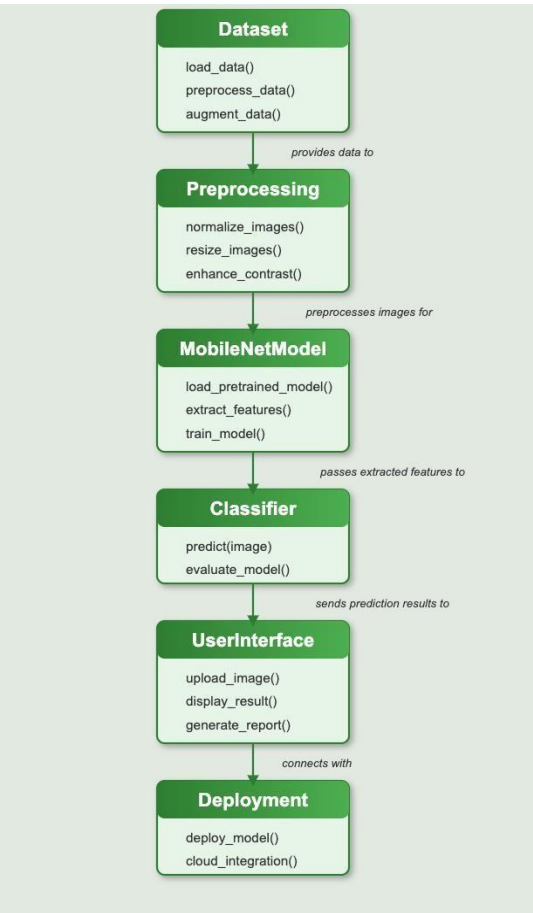 Dataset
load_data()
preprocess_data()
augment_data()
provides data to
Preprocessing
normalize_images()
resize_images()
enhance_contrast()
preprocesses images for
MobileNetModel
load_pretrained_model()
extract_features()
train_model()
passes extracted features to
Classifier
predict(image)
evaluate_model()
sends prediction results to
UserInterface
upload_image()
display_result()
generate_report()
connects with
Deployment
deploy_model()
cloud_integration()